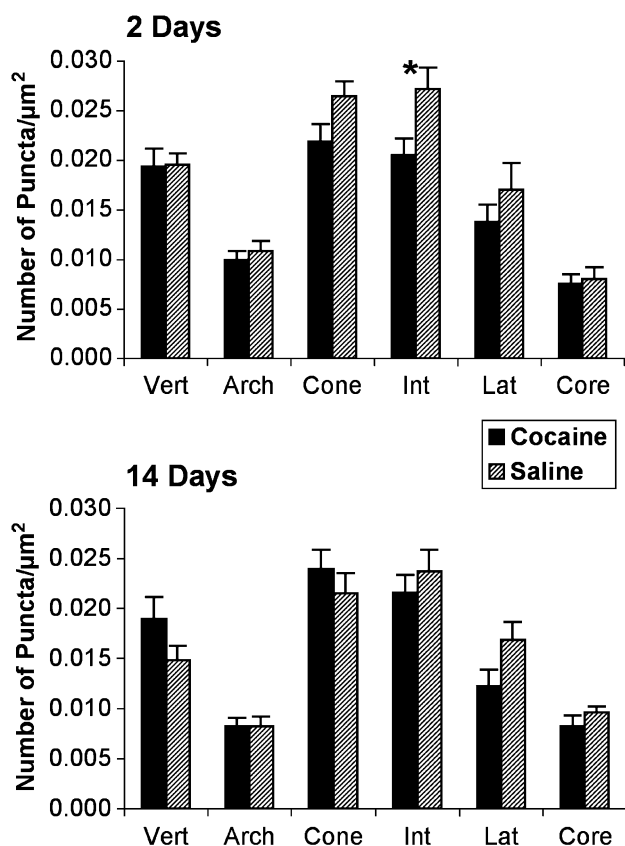 2 Days
Number of Puncta/µm²
0.030
0.025
0.020
0.015
0.010
0.005
0.000
*
Vert Arch Cone Int Lat Core
Cocaine
Saline
14 Days
Number of Puncta/µm²
0.030
0.025
0.020
0.015
0.010
0.005
0.000
Vert Arch Cone Int Lat Core